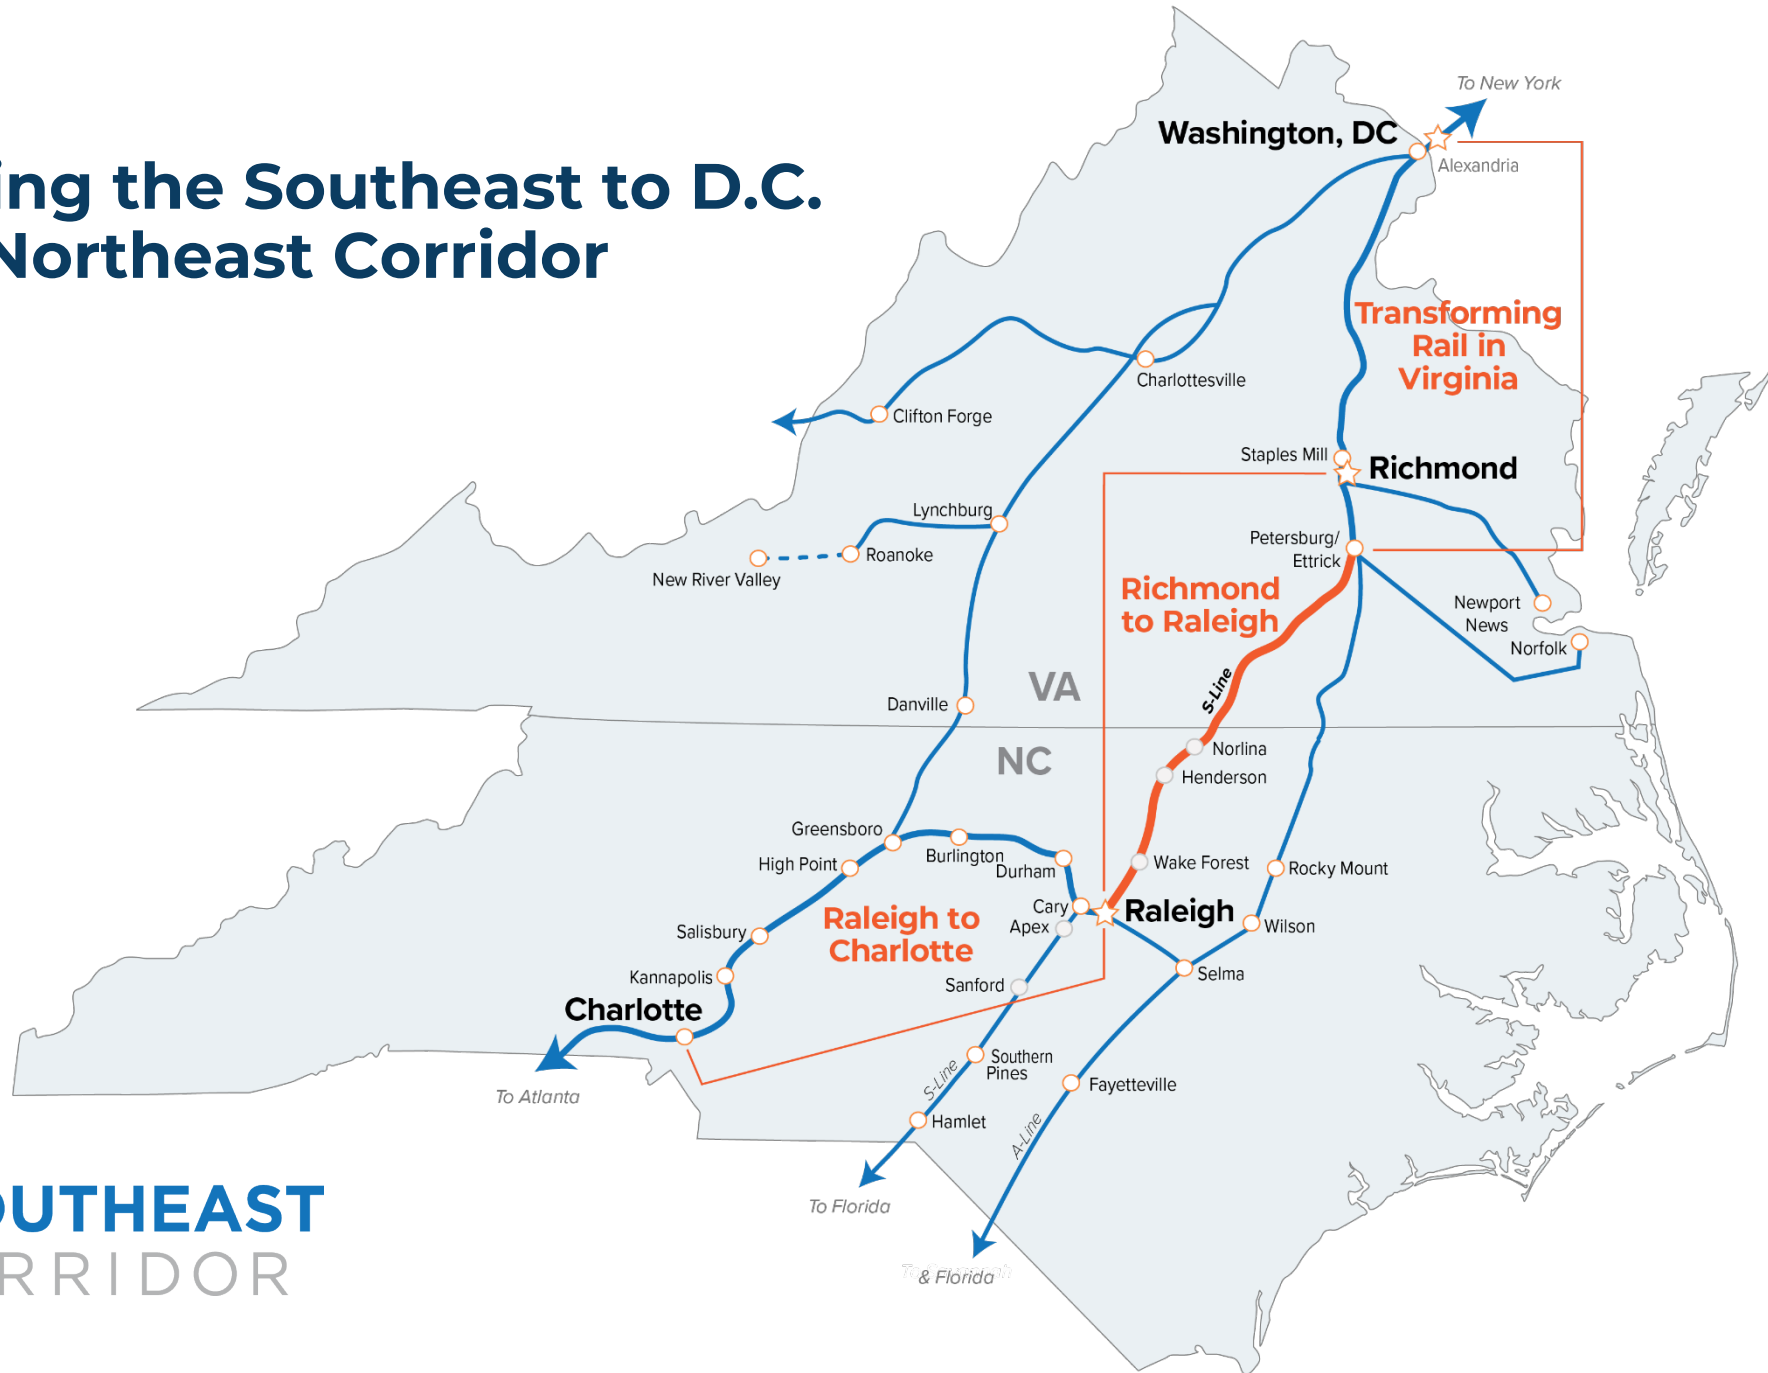 ing the Southeast to D.C.
Northeast Corridor
To New York
Washington, DC
Alexandria
Transforming
Rail in
Virginia
Charlottesville
Clifton Forge
Staples Mill
Richmond
Lynchburg
Roanoke
New River Valley
Petersburg/
Ettrick
Richmond
to Raleigh
Newport
News
Norfolk
S-Line
VA
Danville
NC
Norlina
Henderson
Greensboro
Burlington
High Point
Durham
Wake Forest
Rocky Mount
Cary
Raleigh
Apex
Wilson
Raleigh to
Charlotte
Salisbury
Kannapolis
Sanford
Selma
Charlotte
Southern
Pines
S-Line
Fayetteville
To Atlanta
Hamlet
A-Line
To Florida
& Florida
OUTHEAST
RRIDOR